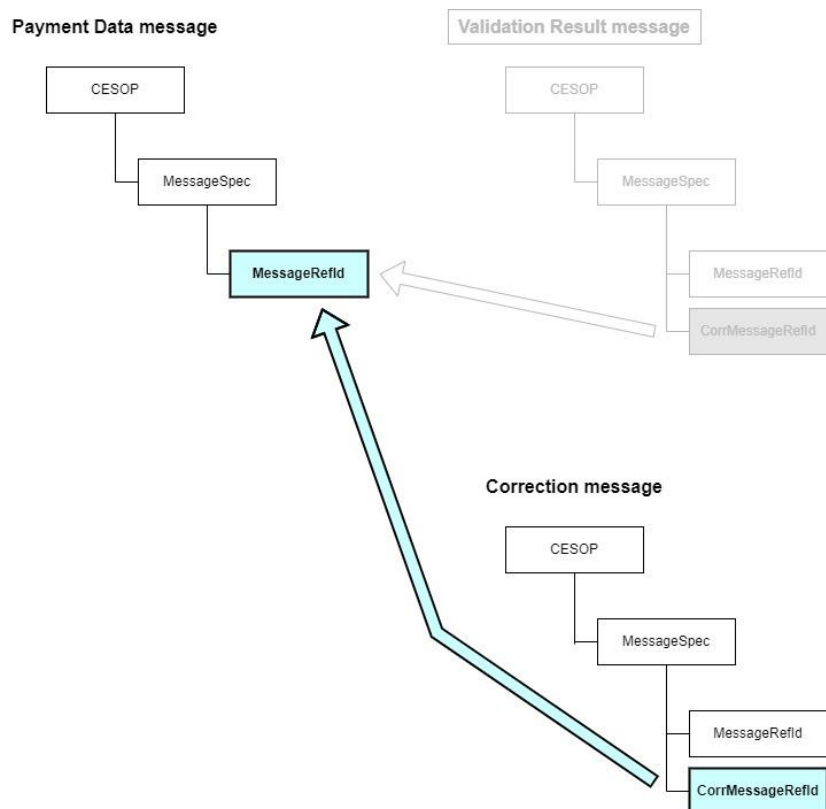 Payment Data message
Validation Result message
CESOP
CESOP
MessageSpec
MessageSpec
MessageRefId
MessageRefId
CorrMessageRefId
Correction message
CESOP
MessageSpec
MessageRefId
CorrMessageRefId